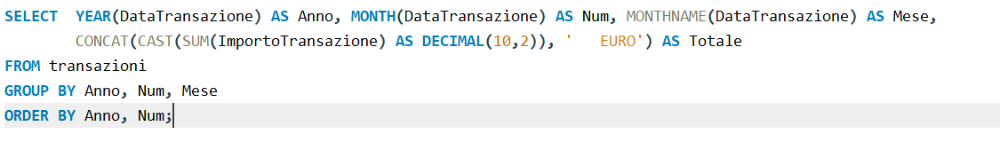 SELECT  YEAR(DataTransazione) AS Anno, MONTH(DataTransazione) AS Num, MONTHNAME(DataTransazione) AS Mese,
        CONCAT(CAST(SUM(ImportoTransazione) AS DECIMAL(10,2)), '   EURO') AS Totale
FROM transazioni
GROUP BY Anno, Num, Mese
ORDER BY Anno, Num;